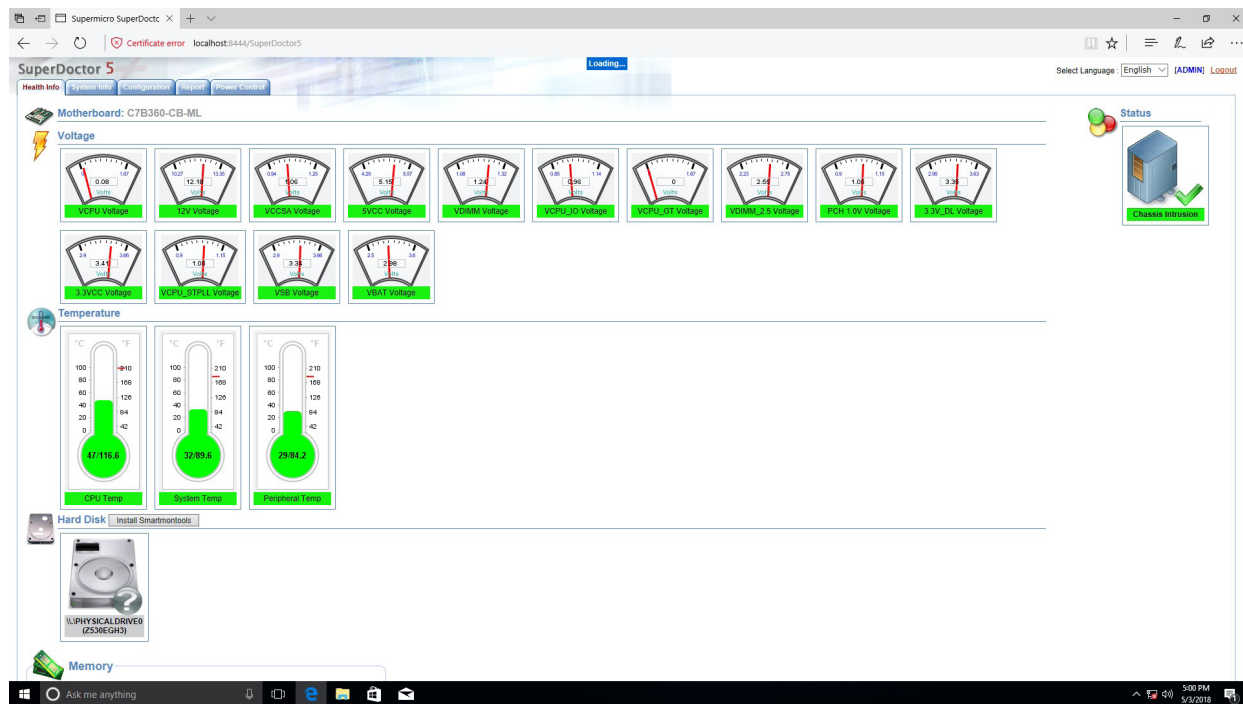 Supermicro SuperDoctc
Certificate error localhost:8444/SuperDoctor5
SuperDoctor 5
Loading...
Select Language : English [ADMIN] Logout
Health Info System Info Configuration Report Power Control
Motherboard: C7B360-CB-ML
Status
Voltage
0 1.67 10.27 13.35 0.94 1.25 4.29 5.57 1.08 1.32 0.85 1.14 1.67 2.23 2.75 0.9 1.15 2.95 3.63
0.08 12.18 1.06 5.15 1.24 0.96 0 2.55 1.05 3.36
Volts Volts Volts Volts Volts Volts Volts Volts Volts Volts
VCPU Voltage 12V Voltage VCCSA Voltage 5VCC Voltage VDIMM Voltage VCPU_IO Voltage VCPU_GT Voltage VDIMM_2.5 Voltage PCH 1.0V Voltage 3.3V_DL Voltage
Chassis Intrusion
2.9 3.86 0.9 1.15 2.9 3.86 2.5 3.6
3.41 1.05 3.34 2.98
Volts Volts Volts Volts
3.3VCC Voltage VCPU_STPLL Voltage VSB Voltage VBAT Voltage
Temperature
°C °F °C °F °C °F
100 210 100 210 100 210
80 168 80 168 80 168
60 126 60 126 60 126
40 84 40 84 40 84
20 42 20 42 20 42
0 0 0
47/116.6 32/89.6 29/84.2
CPU Temp System Temp Peripheral Temp
Hard Disk Install Smartmontools
\\.\PHYSICALDRIVE0
(Z530EGH3)
Memory
Ask me anything
5:00 PM
5/3/2018